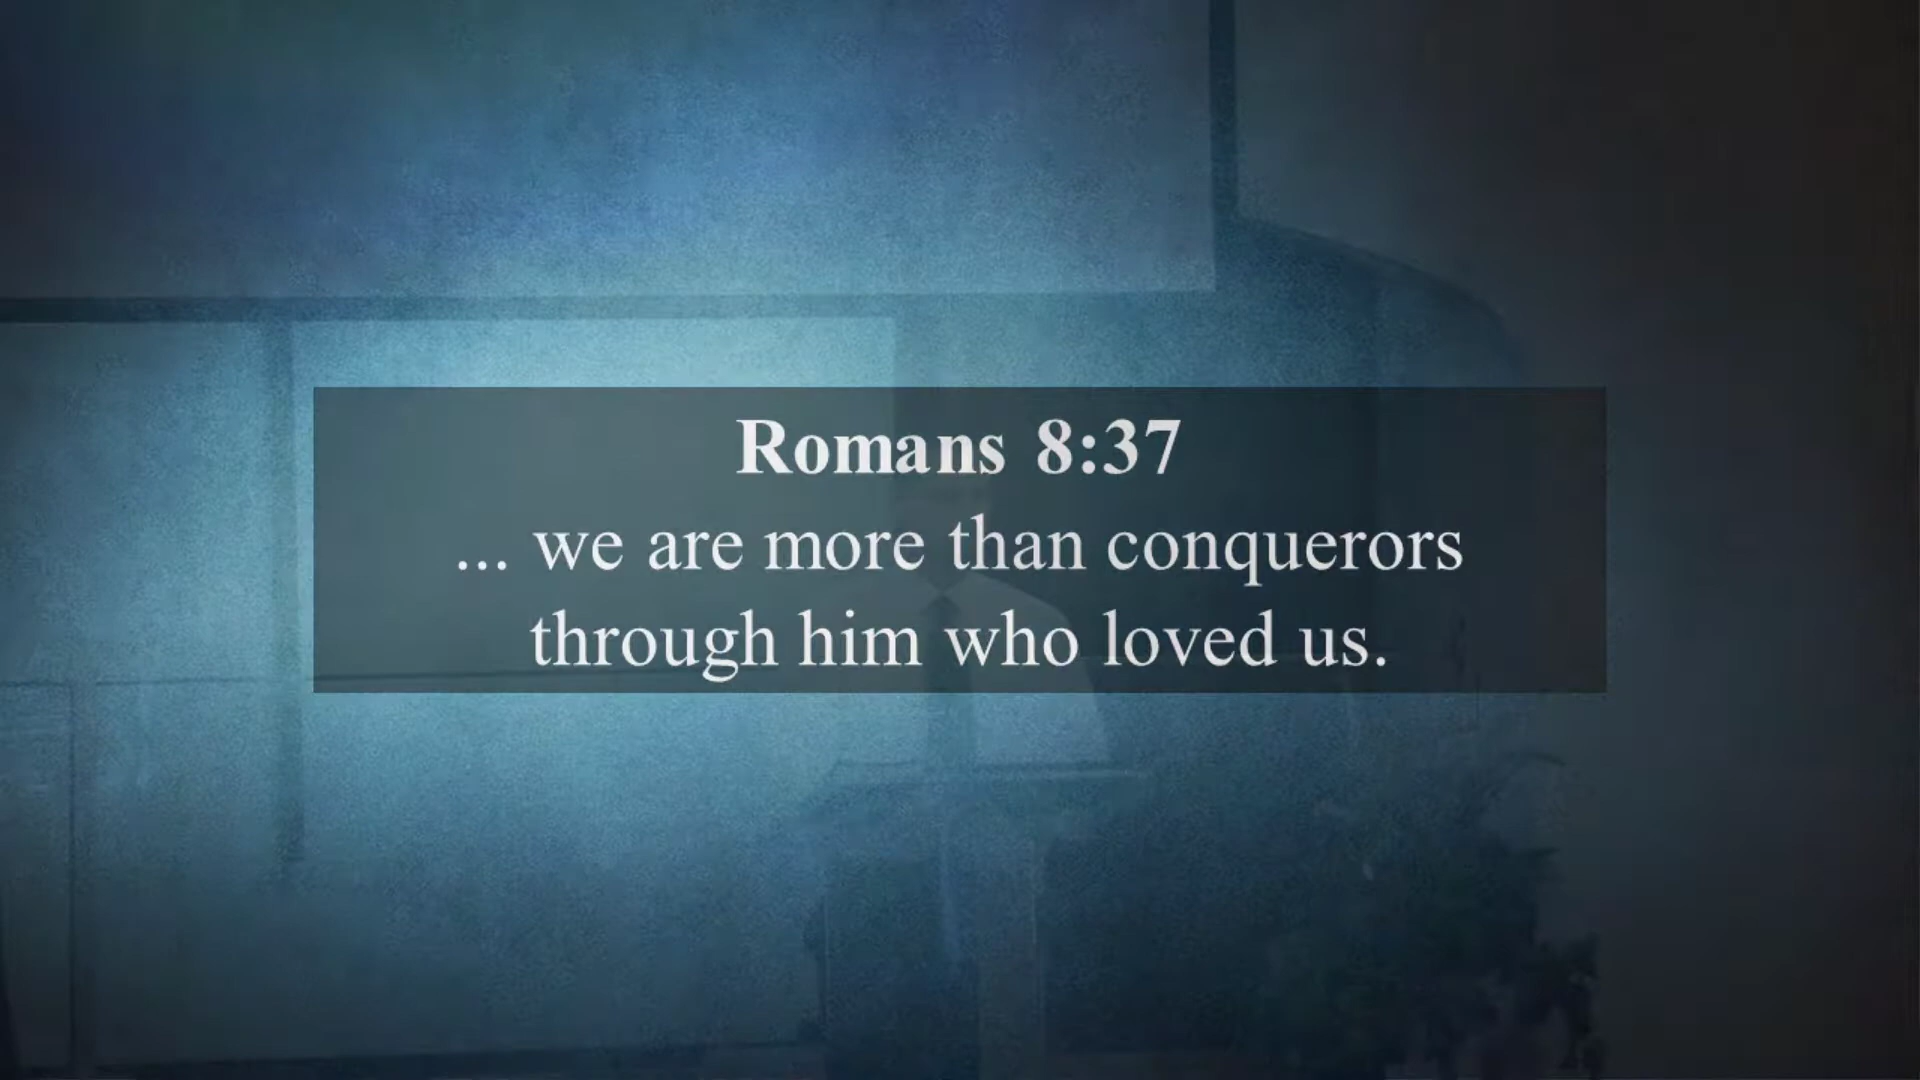 Romans 8:37
... we are more than conquerors
through him who loved us.